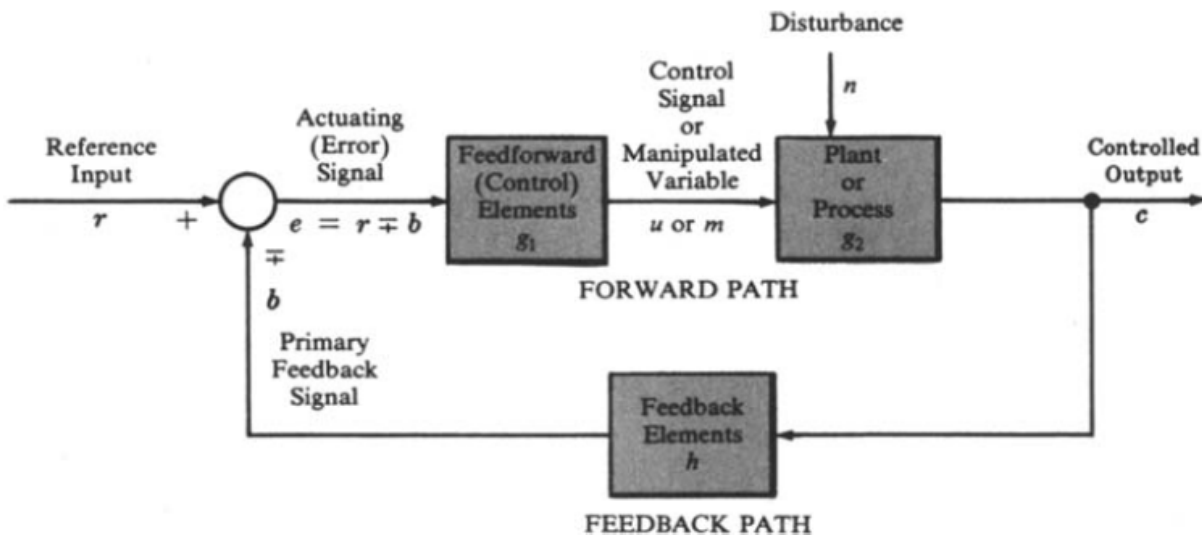 Disturbance
n
Control
Signal
or
Manipulated
Variable
u or m
Actuating
(Error)
Signal
e = r ∓ b
Reference
Input
r
+
∓
b
Feedforward
(Control)
Elements
g₁
Plant
or
Process
g₂
Controlled
Output
c
FORWARD PATH
Primary
Feedback
Signal
Feedback
Elements
h
FEEDBACK PATH